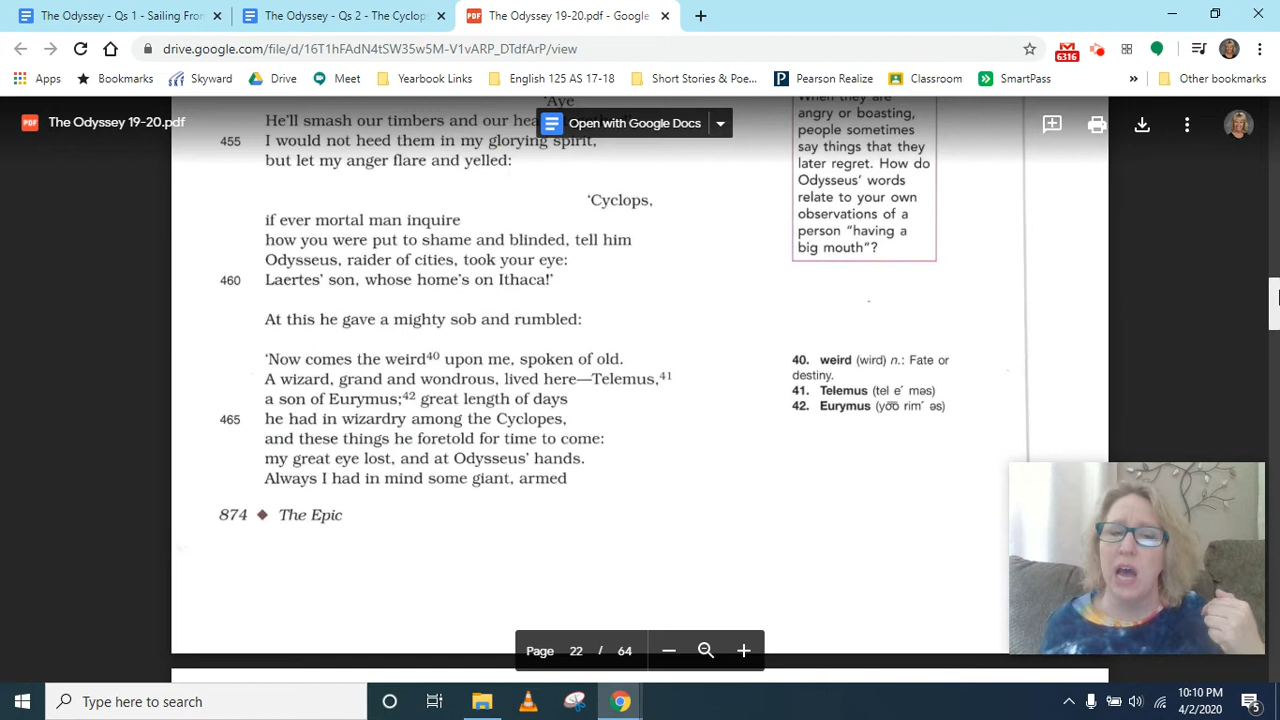 The Odyssey - Qs 1 - Sailing Fro
The Odyssey - Qs 2 - The Cyclop
The Odyssey 19-20.pdf - Google
drive.google.com/file/d/16T1hFAdN4tSW35w5M-V1vARP_DTdfArP/view
6316
Apps
Bookmarks
Skyward
Drive
Meet
Yearbook Links
English 122 AS 17-18
Short Stories & Poe...
Pearson Realize
Classroom
SmartPass
»
Other bookmarks
The Odyssey 19-20.pdf
Open with Google Docs
'Aye
He'll smash our timbers and our
455 I would not heed them in my glorying spirit,
but let my anger flare and yelled:
'Cyclops,
if ever mortal man inquire
how you were put to shame and blinded, tell him
Odysseus, raider of cities, took your eye:
460 Laertes' son, whose home's on Ithaca!'
At this he gave a mighty sob and rumbled:
'Now comes the weird40 upon me, spoken of old.
A wizard, grand and wondrous, lived here—Telemus,41
a son of Eurymus;42 great length of days
465 he had in wizardry among the Cyclopes,
and these things he foretold for time to come:
my great eye lost, and at Odysseus' hands.
Always I had in mind some giant, armed
874 ◆ The Epic
When they are
angry or boasting,
people sometimes
say things that they
later regret. How do
Odysseus' words
relate to your own
observations of a
person "having a
big mouth"?
40. weird (wird) n.: Fate or
destiny.
41. Telemus (tel e′ məs)
42. Eurymus (yo͞o rim′ əs)
Page 22 / 64
Type here to search
10:10 PM
4/2/2020
5